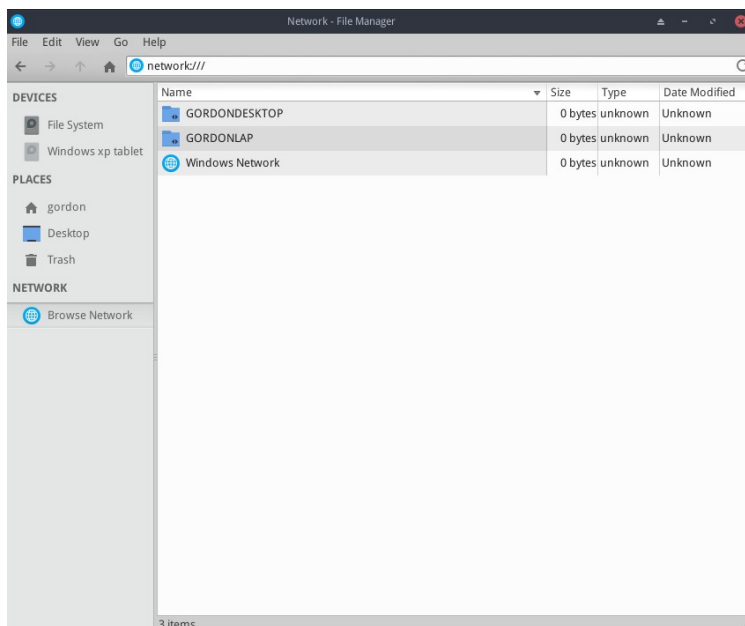 Network - File Manager
File Edit View Go Help
network:///
DEVICES
File System
Windows xp tablet
PLACES
gordon
Desktop
Trash
NETWORK
Browse Network
Name Size Type Date Modified
GORDONDESKTOP 0 bytes unknown Unknown
GORDONLAP 0 bytes unknown Unknown
Windows Network 0 bytes unknown Unknown
3 items